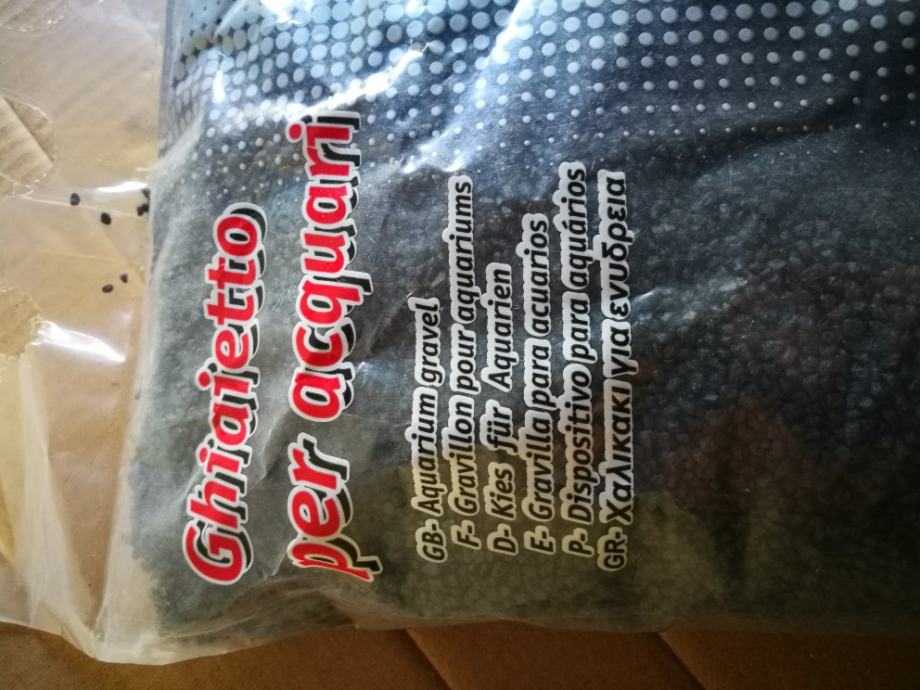 Ghiaietto
per acquari
GB- Aquarium gravel
F- Gravillon pour aquariums
D- Kies für Aquarien
E- Gravilla para acuarios
P- Dispositivo para aquários
GR- Χαλικακι για ενυδρεια